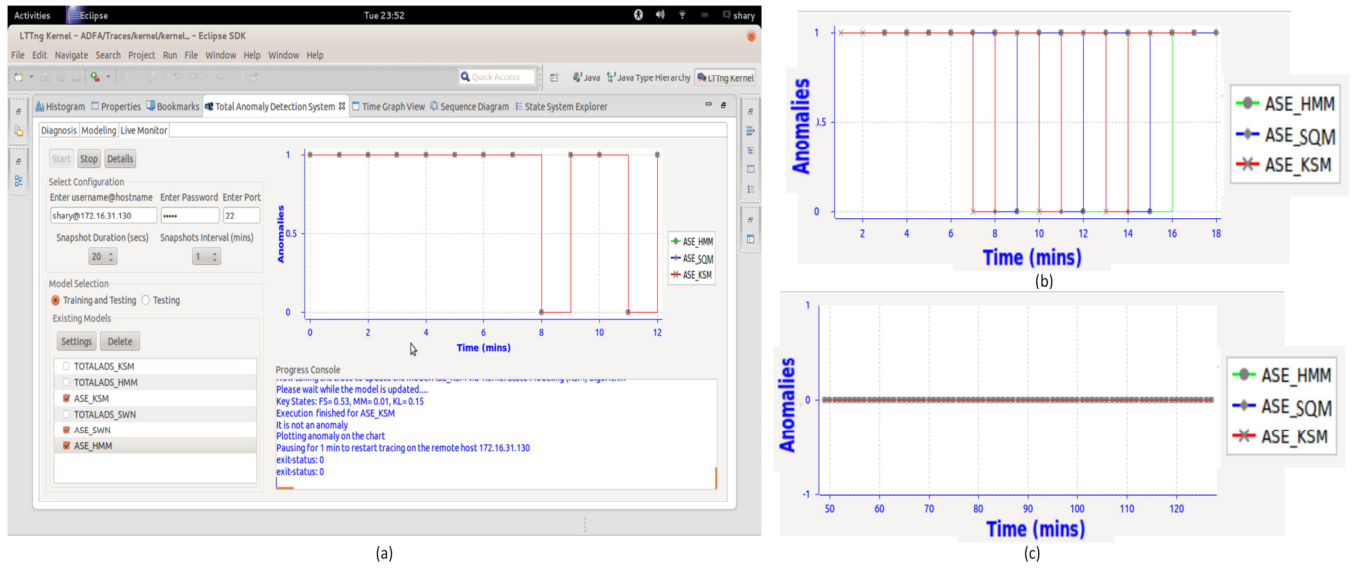 Activities Eclipse Tue 23:52 shary
LTTng Kernel – ADFA/Traces/kernel/kernel_ – Eclipse SDK
File Edit Navigate Search Project Run File Window Help Window Help
Quick Access Java Java Type Hierarchy LTTng Kernel
Histogram Properties Bookmarks Total Anomaly Detection System Time Graph View Sequence Diagram State System Explorer
Diagnosis Modeling Live Monitor
Start Stop Details
Select Configuration
Enter username@hostname Enter Password Enter Port
shary@172.16.31.130 ••••• 22
Snapshot Duration (secs) Snapshots Interval (mins)
20 1
Model Selection
Training and Testing Testing
Existing Models
Settings Delete
TOTALADS_KSM
TOTALADS_HMM
ASE_KSM
TOTALADS_SWN
ASE_SWN
ASE_HMM
1
0.5
0
Anomalies
0 2 4 6 8 10 12
Time (mins)
ASE_HMM
ASE_SQM
ASE_KSM
Progress Console
Please wait while the model is updated....
Key States: FS= 0.53, MM= 0.01, KL= 0.15
Execution finished for ASE_KSM
It is not an anomaly
Plotting anomaly on the chart
Pausing for 1 min to restart tracing on the remote host 172.16.31.130
exit-status: 0
exit-status: 0
(a)
1
0
Anomalies
2 4 6 8 10 12 14 16 18
Time (mins)
ASE_HMM
ASE_SQM
ASE_KSM
(b)
1
0
-1
Anomalies
50 60 70 80 90 100 110 120
Time (mins)
ASE_HMM
ASE_SQM
ASE_KSM
(c)